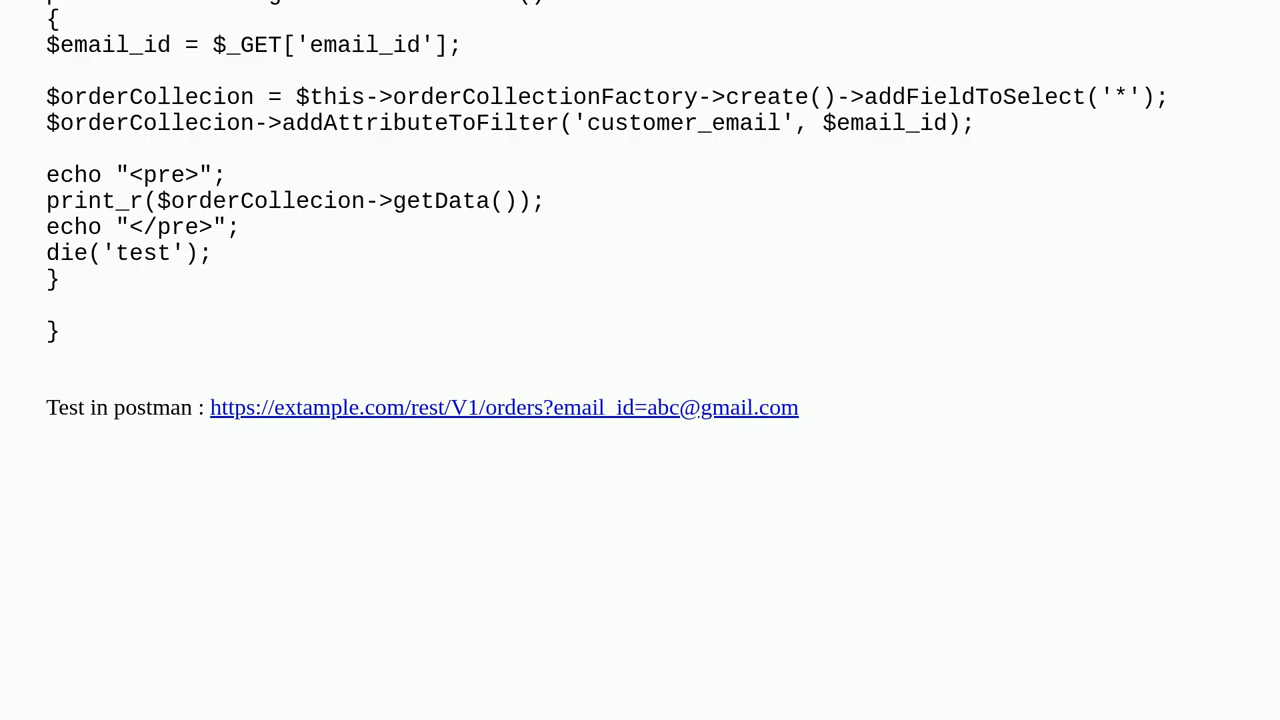 {
$email_id = $_GET['email_id'];
$orderCollecion = $this->orderCollectionFactory->create()->addFieldToSelect('*');
$orderCollecion->addAttributeToFilter('customer_email', $email_id);
echo "<pre>";
print_r($orderCollecion->getData());
echo "</pre>";
die('test');
}
}
Test in postman : https://extample.com/rest/V1/orders?email_id=abc@gmail.com